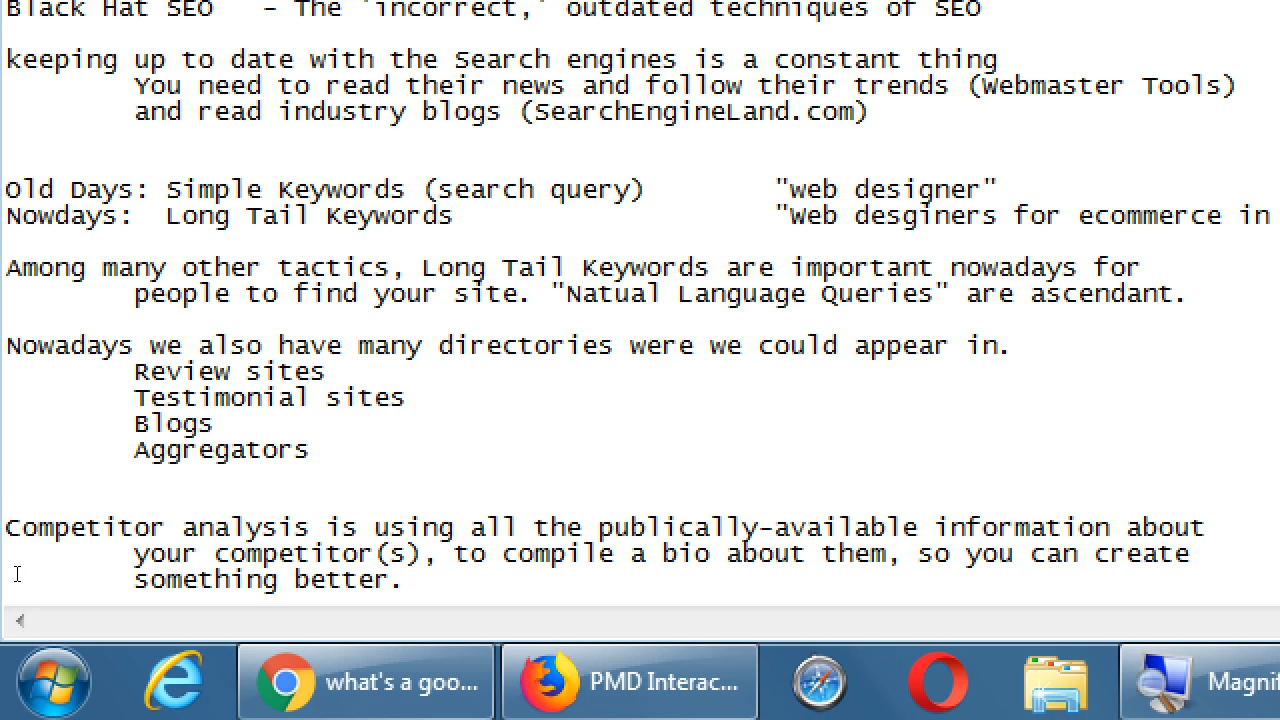 Black Hat SEO   - The 'incorrect,' outdated techniques of SEO
keeping up to date with the Search engines is a constant thing
You need to read their news and follow their trends (Webmaster Tools)
and read industry blogs (SearchEngineLand.com)
Old Days: Simple Keywords (search query) "web designer"
Nowdays: Long Tail Keywords "Web desginers for ecommerce in
Among many other tactics, Long Tail Keywords are important nowadays for
people to find your site. "Natual Language Queries" are ascendant.
Nowadays we also have many directories were we could appear in.
Review sites
Testimonial sites
Blogs
Aggregators
Competitor analysis is using all the publically-available information about
your competitor(s), to compile a bio about them, so you can create
something better.
what's a goo... PMD Interac... Magnif